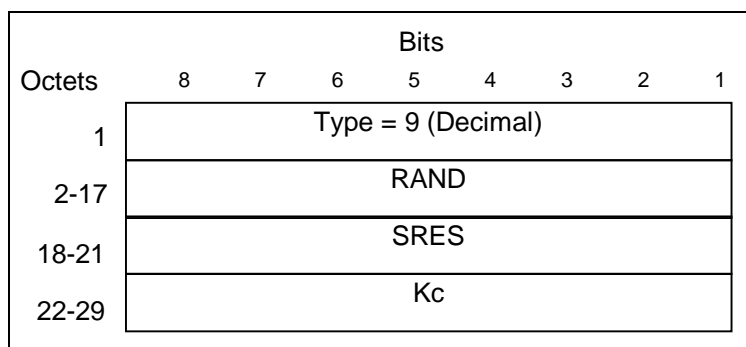 Bits
Octets 8 7 6 5 4 3 2 1
1 Type = 9 (Decimal)
2-17 RAND
18-21 SRES
22-29 Kc